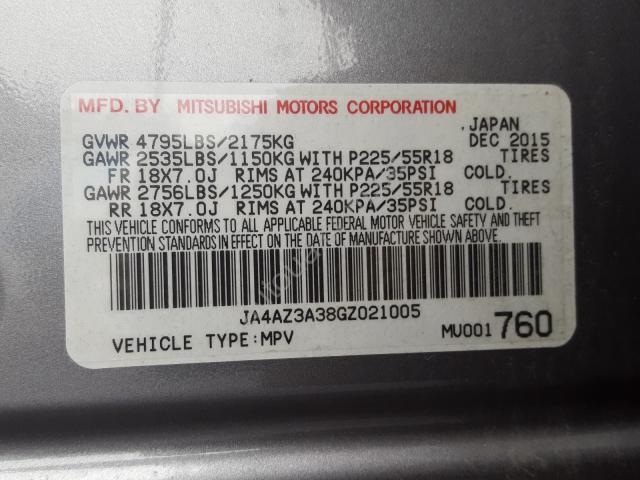 MFD. BY MITSUBISHI MOTORS CORPORATION
JAPAN
GVWR 4795LBS/2175KG DEC 2015
GAWR 2535LBS/1150KG WITH P225/55R18 TIRES
FR 18X7.0J RIMS AT 240KPA/35PSI COLD.
GAWR 2756LBS/1250KG WITH P225/55R18 TIRES
RR 18X7.0J RIMS AT 240KPA/35PSI COLD.
THIS VEHICLE CONFORMS TO ALL APPLICABLE FEDERAL MOTOR VEHICLE SAFETY AND THEFT
PREVENTION STANDARDS IN EFFECT ON THE DATE OF MANUFACTURE SHOWN ABOVE.
JA4AZ3A38GZ021005
VEHICLE TYPE:MPV MU001760